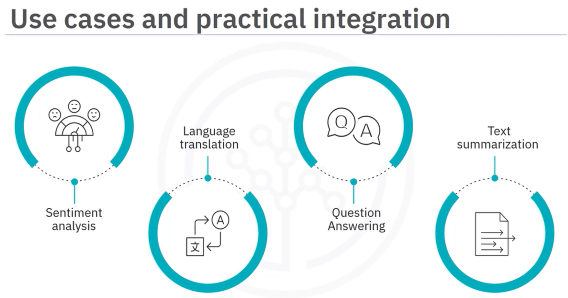 Use cases and practical integration
Sentiment
analysis
Language
translation
A
文
Question
Answering
Q
A
Text
summarization